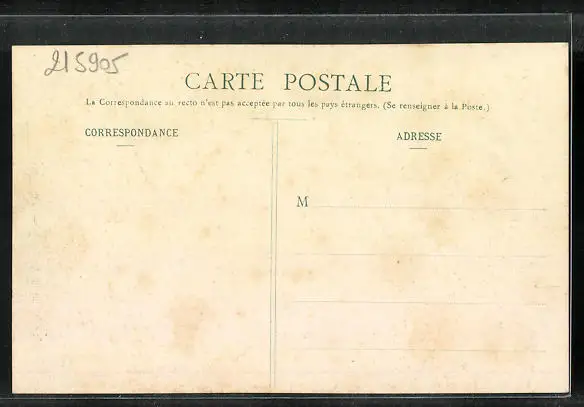 215905
CARTE POSTALE
La Correspondance au recto n'est pas acceptée par tous les pays étrangers. (Se renseigner à la Poste.)
CORRESPONDANCE
ADRESSE
M